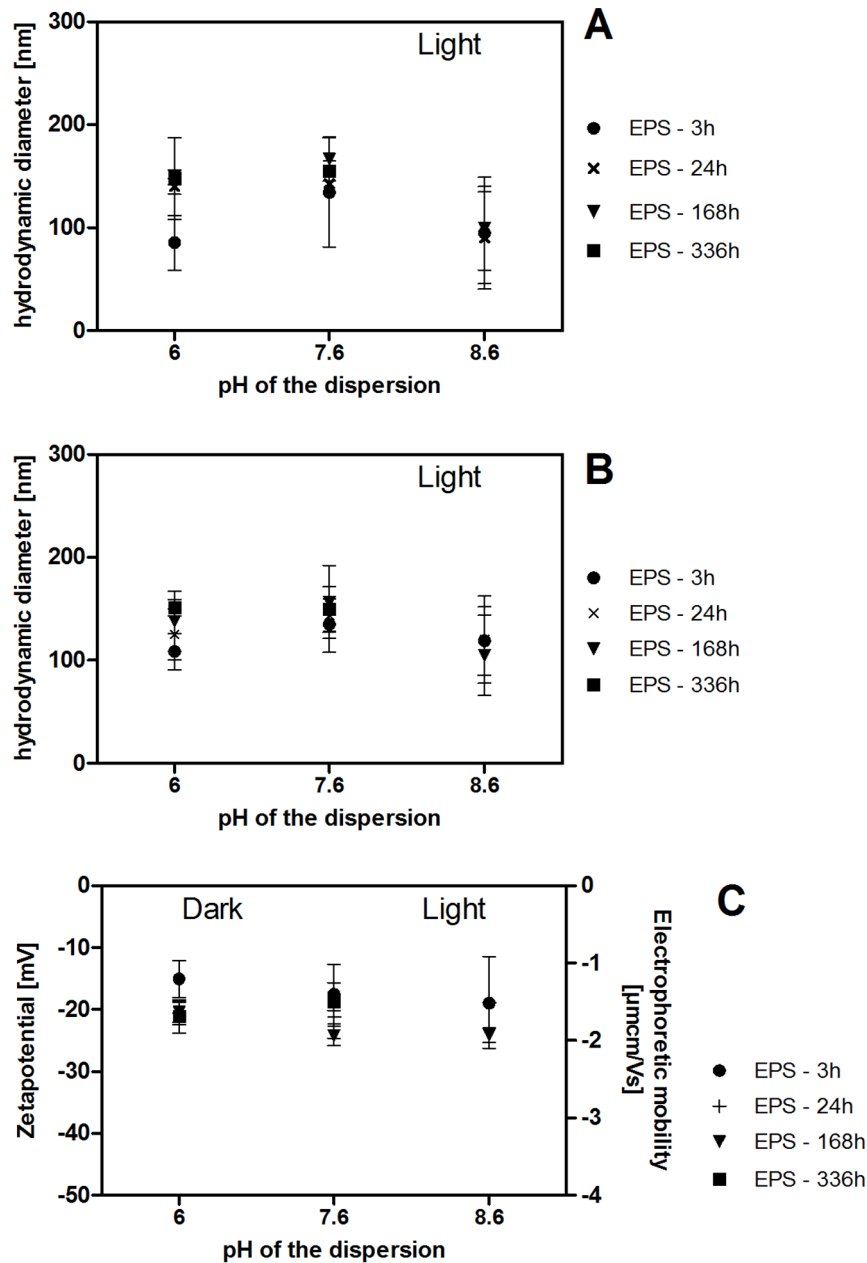 A
Light
hydrodynamic diameter [nm]
300
200
100
0
6
7.6
8.6
pH of the dispersion
EPS - 3h
EPS - 24h
EPS - 168h
EPS - 336h
B
Light
hydrodynamic diameter [nm]
300
200
100
0
6
7.6
8.6
pH of the dispersion
EPS - 3h
EPS - 24h
EPS - 168h
EPS - 336h
C
Dark
Light
Zetapotential [mV]
0
-10
-20
-30
-40
-50
6
7.6
8.6
pH of the dispersion
0
-1
-2
-3
-4
Electrophoretic mobility
[µmcm/Vs]
EPS - 3h
EPS - 24h
EPS - 168h
EPS - 336h